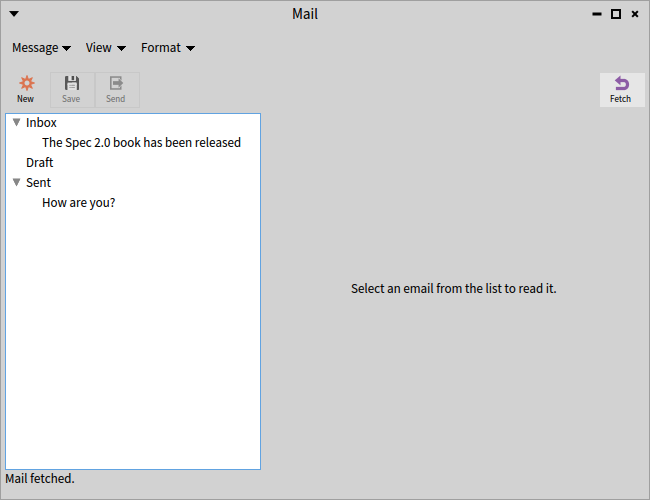 Mail
Message View Format
New Save Send Fetch
Inbox
The Spec 2.0 book has been released
Draft
Sent
How are you?
Select an email from the list to read it.
Mail fetched.